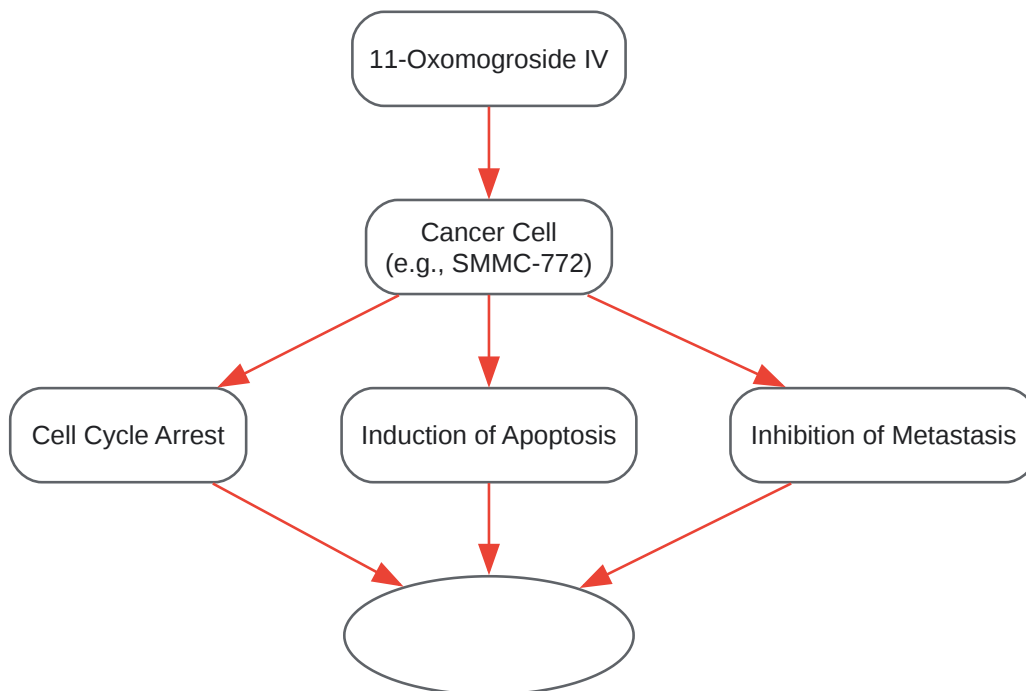 11-Oxomogroside IV
Cancer Cell
(e.g., SMMC-772)
Cell Cycle Arrest
Induction of Apoptosis
Inhibition of Metastasis